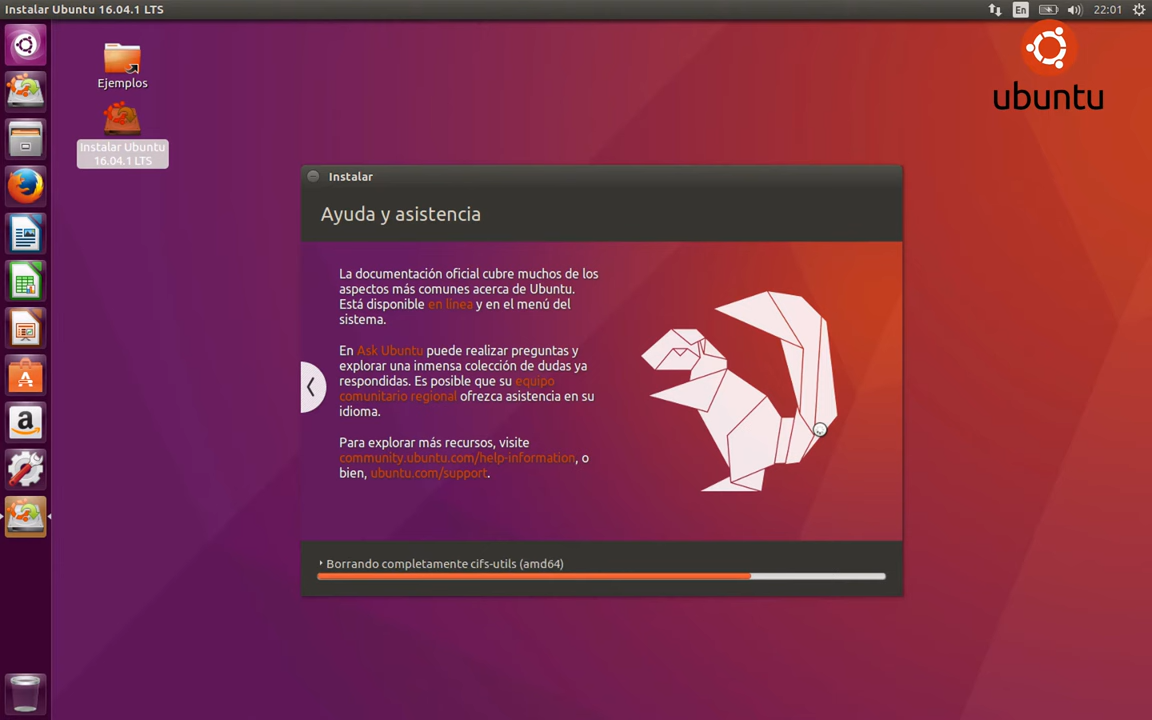 Instalar Ubuntu 16.04.1 LTS
En
22:01
Ejemplos
Instalar Ubuntu
16.04.1 LTS
ubuntu
Instalar
Ayuda y asistencia
La documentación oficial cubre muchos de los
aspectos más comunes acerca de Ubuntu.
Está disponible en línea y en el menú del
sistema.
En Ask Ubuntu puede realizar preguntas y
explorar una inmensa colección de dudas ya
respondidas. Es posible que su equipo
comunitario regional ofrezca asistencia en su
idioma.
Para explorar más recursos, visite
community.ubuntu.com/help-information, o
bien, ubuntu.com/support.
Borrando completamente cifs-utils (amd64)